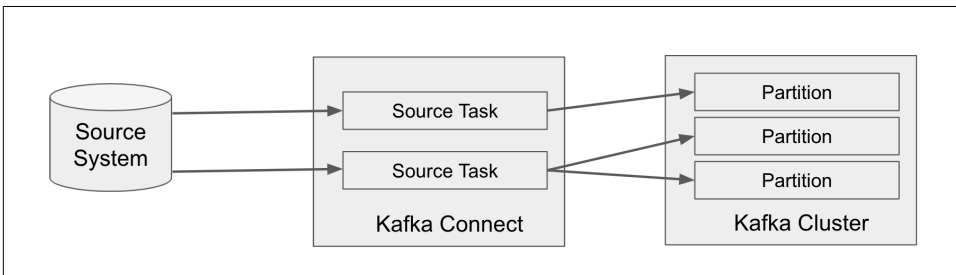 Source
System
Source Task
Source Task
Kafka Connect
Partition
Partition
Partition
Kafka Cluster